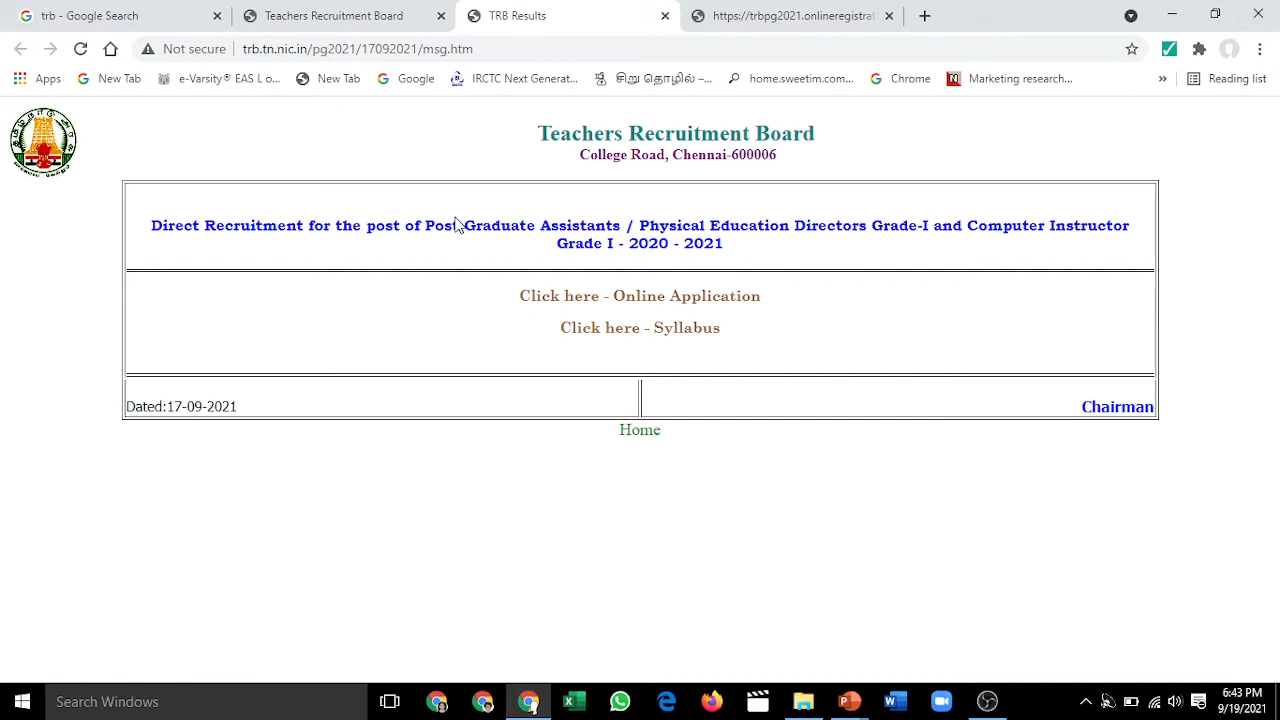 trb - Google Search
Teachers Recruitment Board
TRB Results
https://trbpg2021.onlineregistrat
Not secure
trb.tn.nic.in/pg2021/17092021/msg.htm
Apps
New Tab
e-Varsity® EAS L o...
New Tab
Google
IRCTC Next Generat...
home.sweetim.com...
Chrome
Marketing research...
»
Reading list
Teachers Recruitment Board
College Road, Chennai-600006
Direct Recruitment for the post of Post Graduate Assistants / Physical Education Directors Grade-I and Computer Instructor
Grade I - 2020 - 2021
Click here - Online Application
Click here - Syllabus
Dated:17-09-2021
Chairman
Home
Search Windows
6:43 PM
9/19/2021